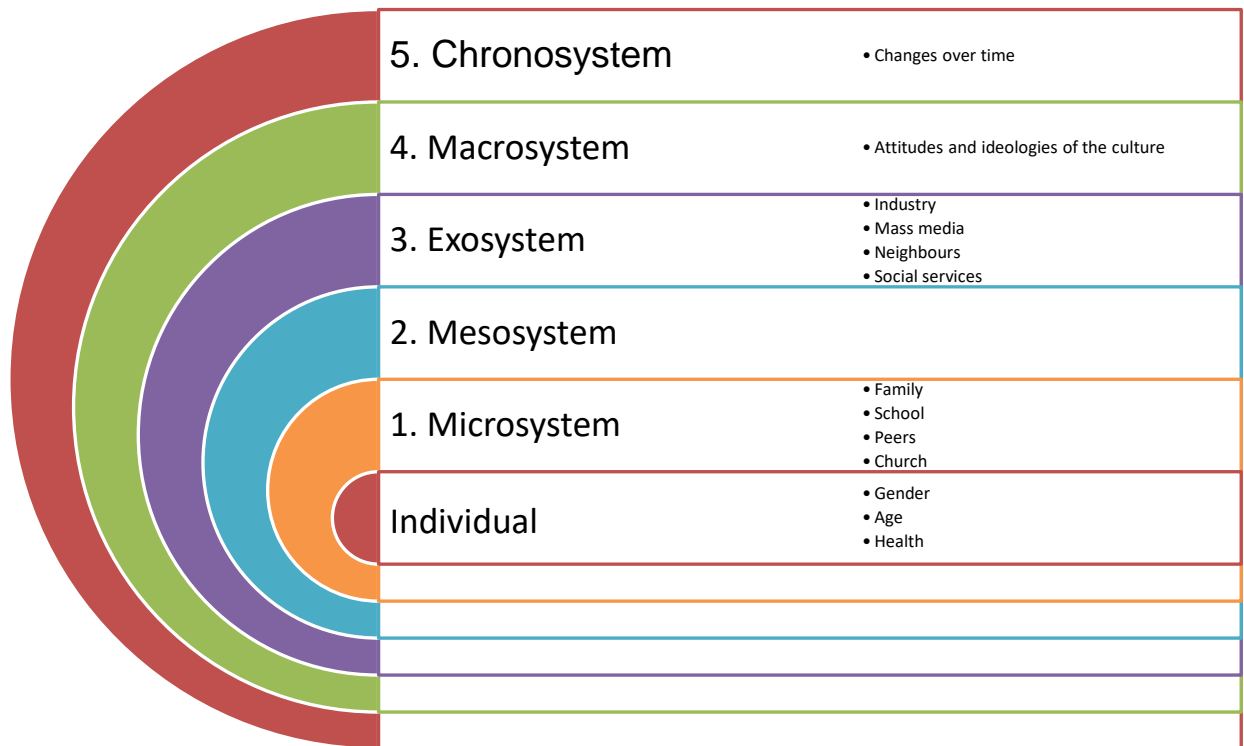 5. Chronosystem
• Changes over time
4. Macrosystem
• Attitudes and ideologies of the culture
3. Exosystem
• Industry
• Mass media
• Neighbours
• Social services
2. Mesosystem
1. Microsystem
• Family
• School
• Peers
• Church
Individual
• Gender
• Age
• Health